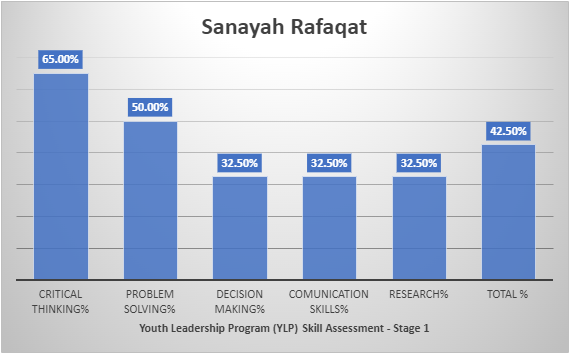 Sanayah Rafaqat
65.00%
50.00%
32.50%
32.50%
32.50%
42.50%
CRITICAL THINKING%
PROBLEM SOLVING%
DECISION MAKING%
COMUNICATION SKILLS%
RESEARCH%
TOTAL %
Youth Leadership Program (YLP) Skill Assessment - Stage 1